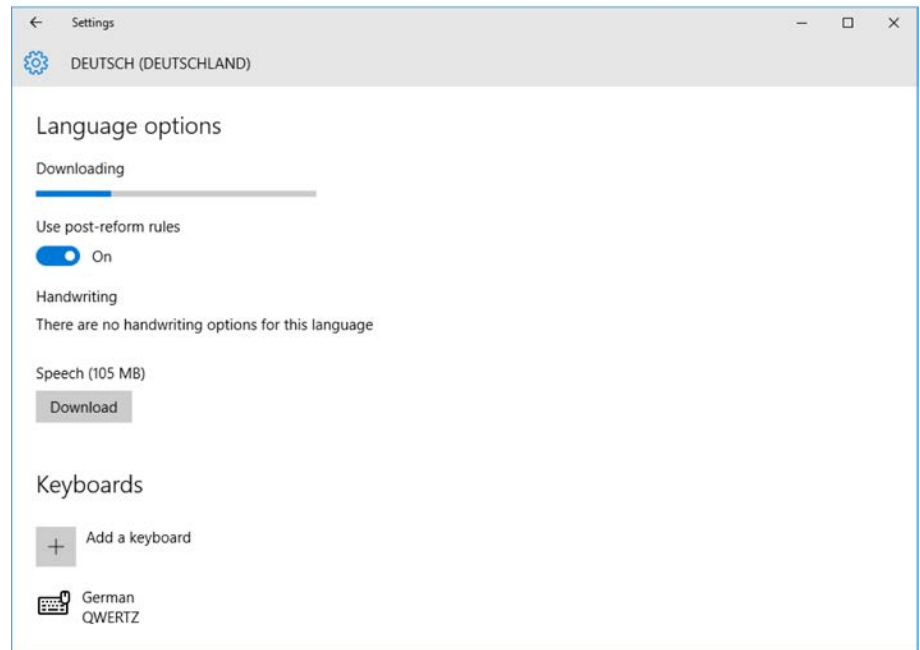 Settings
DEUTSCH (DEUTSCHLAND)
Language options
Downloading
Use post-reform rules
On
Handwriting
There are no handwriting options for this language
Speech (105 MB)
Download
Keyboards
Add a keyboard
German
QWERTZ